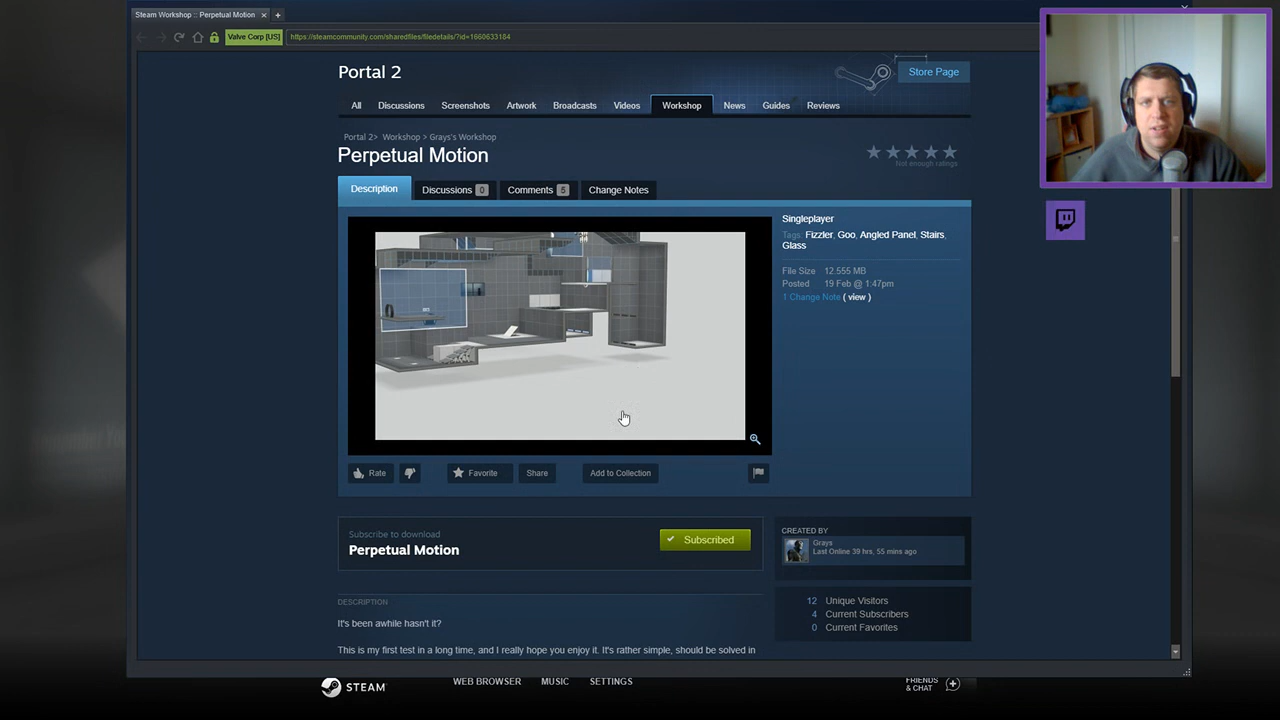 Steam Workshop :: Perpetual Motion
Valve Corp [US]
https://steamcommunity.com/sharedfiles/filedetails/?id=1660633184
Portal 2
Store Page
All Discussions Screenshots Artwork Broadcasts Videos Workshop News Guides Reviews
Portal 2> Workshop > Grays's Workshop
Perpetual Motion
Not enough ratings
Description Discussions 0 Comments 5 Change Notes
Singleplayer
Tags: Fizzler, Goo, Angled Panel, Stairs,
Glass
File Size 12.555 MB
Posted 19 Feb @ 1.47pm
1 Change Note ( view )
Rate Favorite Share Add to Collection
Subscribe to download
Perpetual Motion
Subscribed
CREATED BY
Grays
Last Online 39 hrs, 55 mins ago
12 Unique Visitors
4 Current Subscribers
0 Current Favorites
DESCRIPTION
It's been awhile hasn't it?
This is my first test in a long time, and I really hope you enjoy it. It's rather simple, should be solved in
STEAM
WEB BROWSER MUSIC SETTINGS
FRIENDS
& CHAT